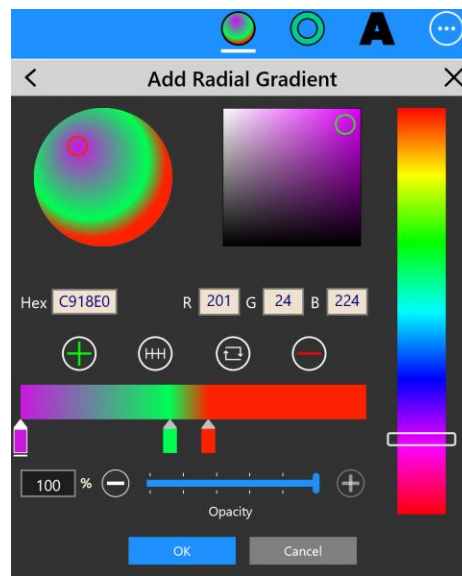 A
Add Radial Gradient
Hex C918E0 R 201 G 24 B 224
100 %
Opacity
OK Cancel